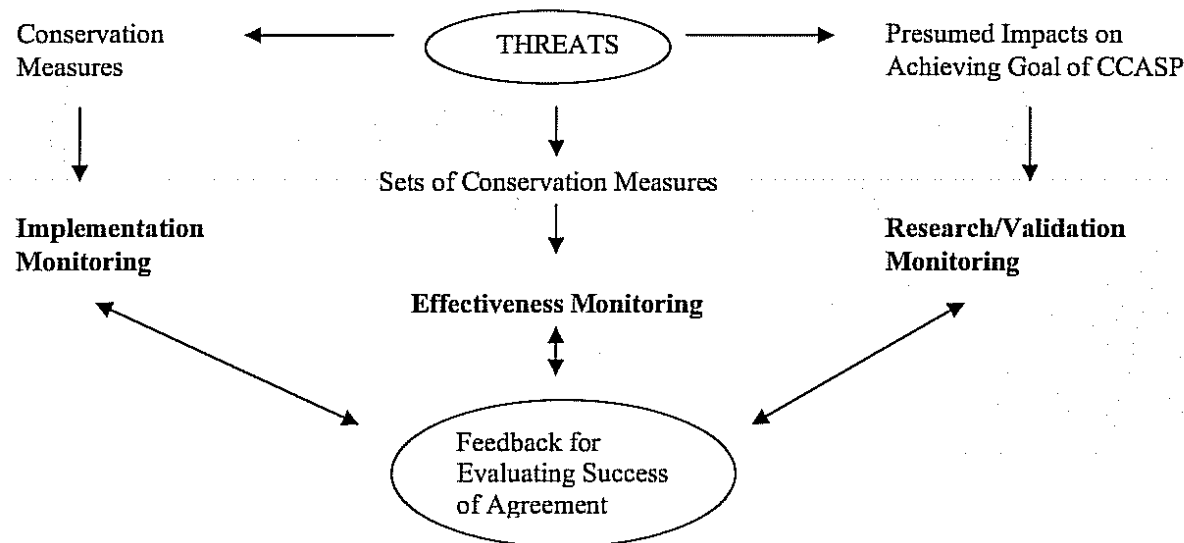 Conservation
Measures
THREATS
Presumed Impacts on
Achieving Goal of CCASP
Sets of Conservation Measures
Implementation
Monitoring
Effectiveness Monitoring
Research/Validation
Monitoring
Feedback for
Evaluating Success
of Agreement